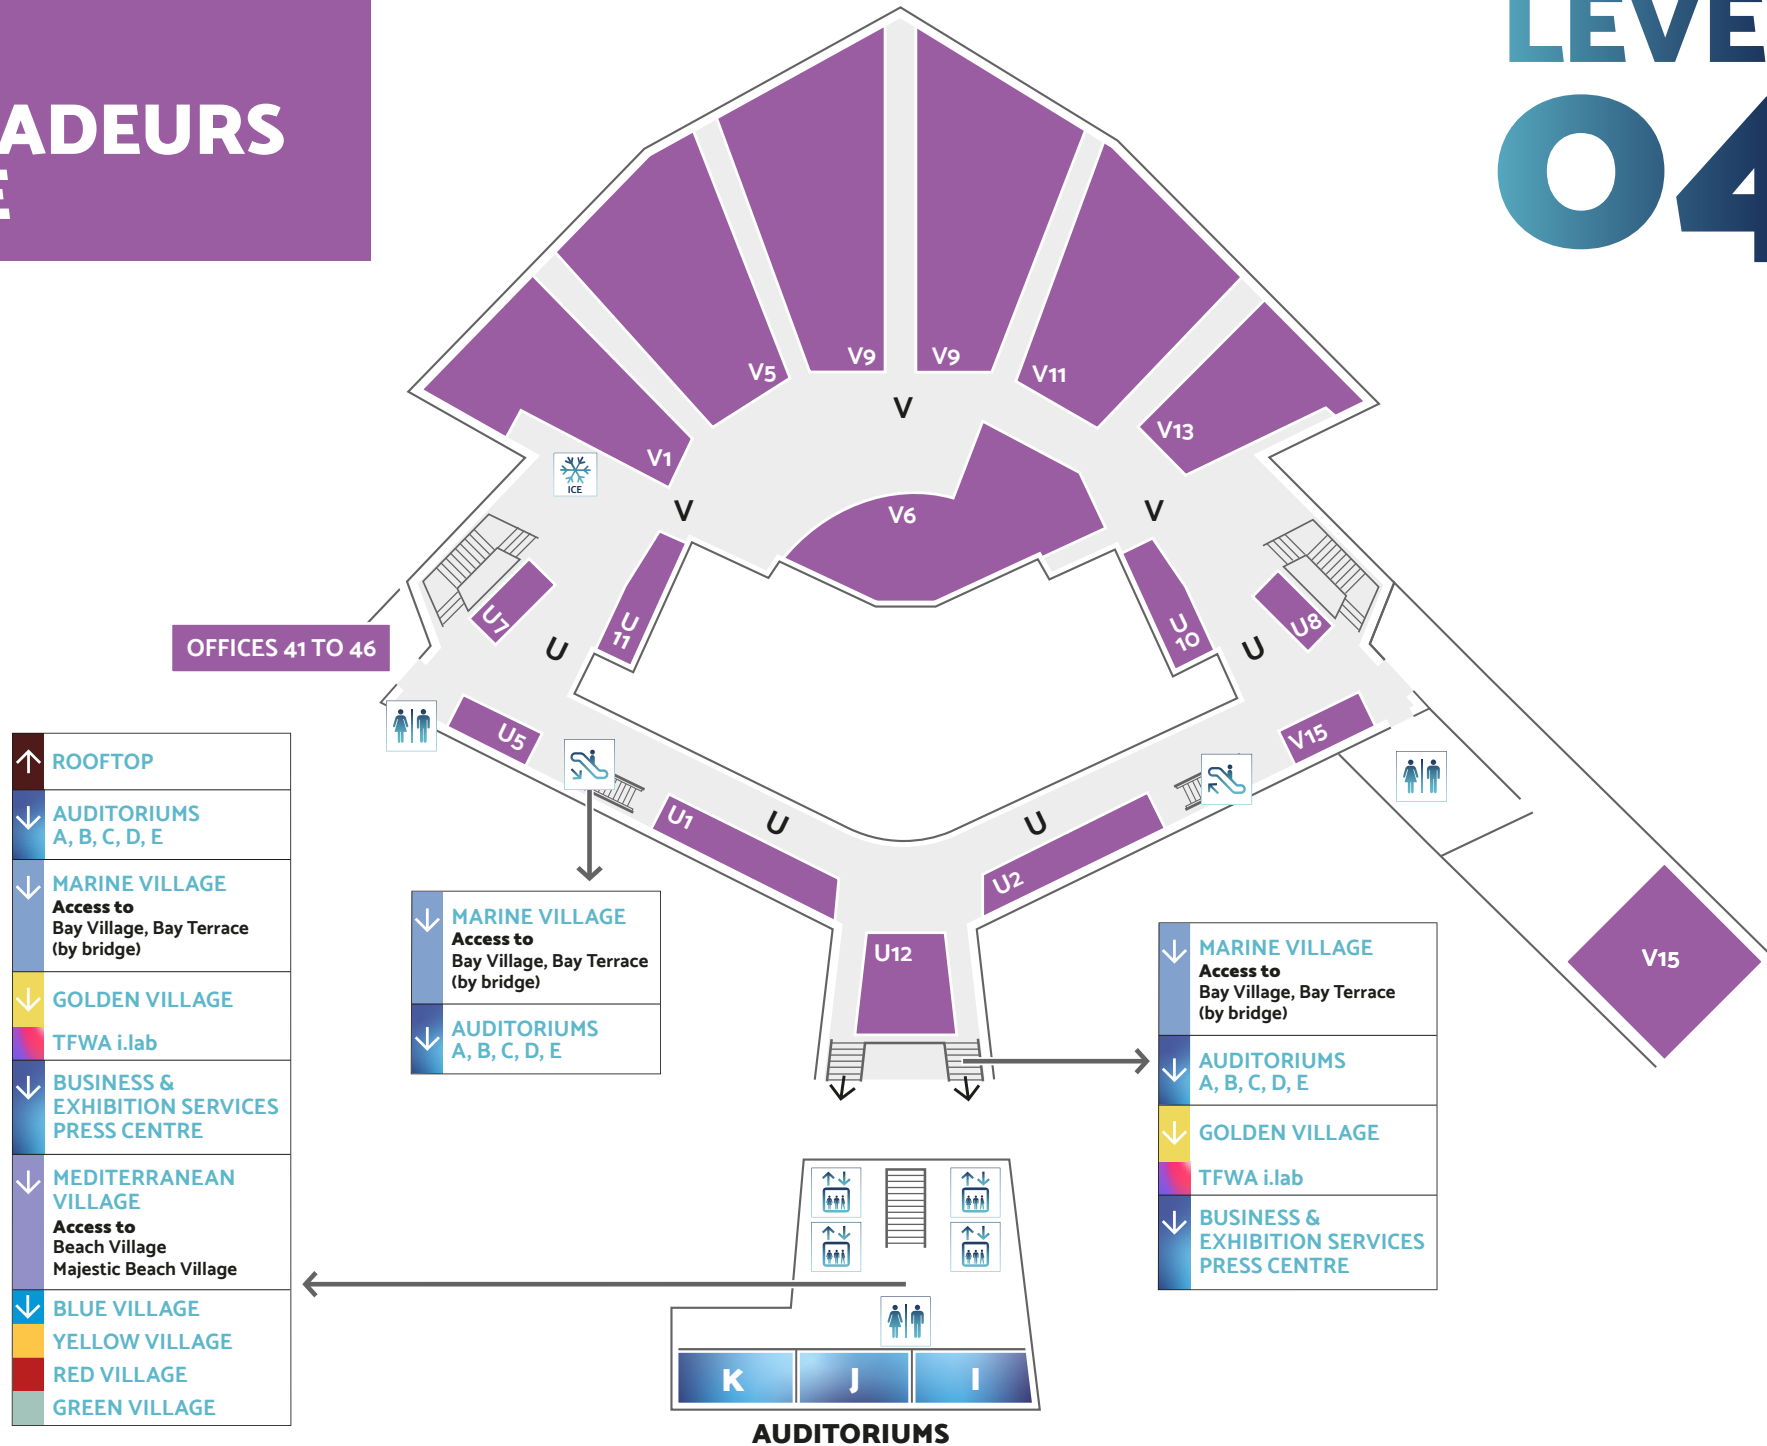 ADEURS
E
LEVE
04
V9
V9
V5
V11
V
V13
V1
ICE
V
V
V6
U7
U
11
U
U
10
U8
U
OFFICES 41 TO 46
U5
V15
U1
U
U
U2
U12
V15
ROOFTOP
AUDITORIUMS
A, B, C, D, E
MARINE VILLAGE
Access to
Bay Village, Bay Terrace
(by bridge)
GOLDEN VILLAGE
TFWA i.lab
BUSINESS &
EXHIBITION SERVICES
PRESS CENTRE
MEDITERRANEAN
VILLAGE
Access to
Beach Village
Majestic Beach Village
BLUE VILLAGE
YELLOW VILLAGE
RED VILLAGE
GREEN VILLAGE
MARINE VILLAGE
Access to
Bay Village, Bay Terrace
(by bridge)
AUDITORIUMS
A, B, C, D, E
MARINE VILLAGE
Access to
Bay Village, Bay Terrace
(by bridge)
AUDITORIUMS
A, B, C, D, E
GOLDEN VILLAGE
TFWA i.lab
BUSINESS &
EXHIBITION SERVICES
PRESS CENTRE
K
J
I
AUDITORIUMS